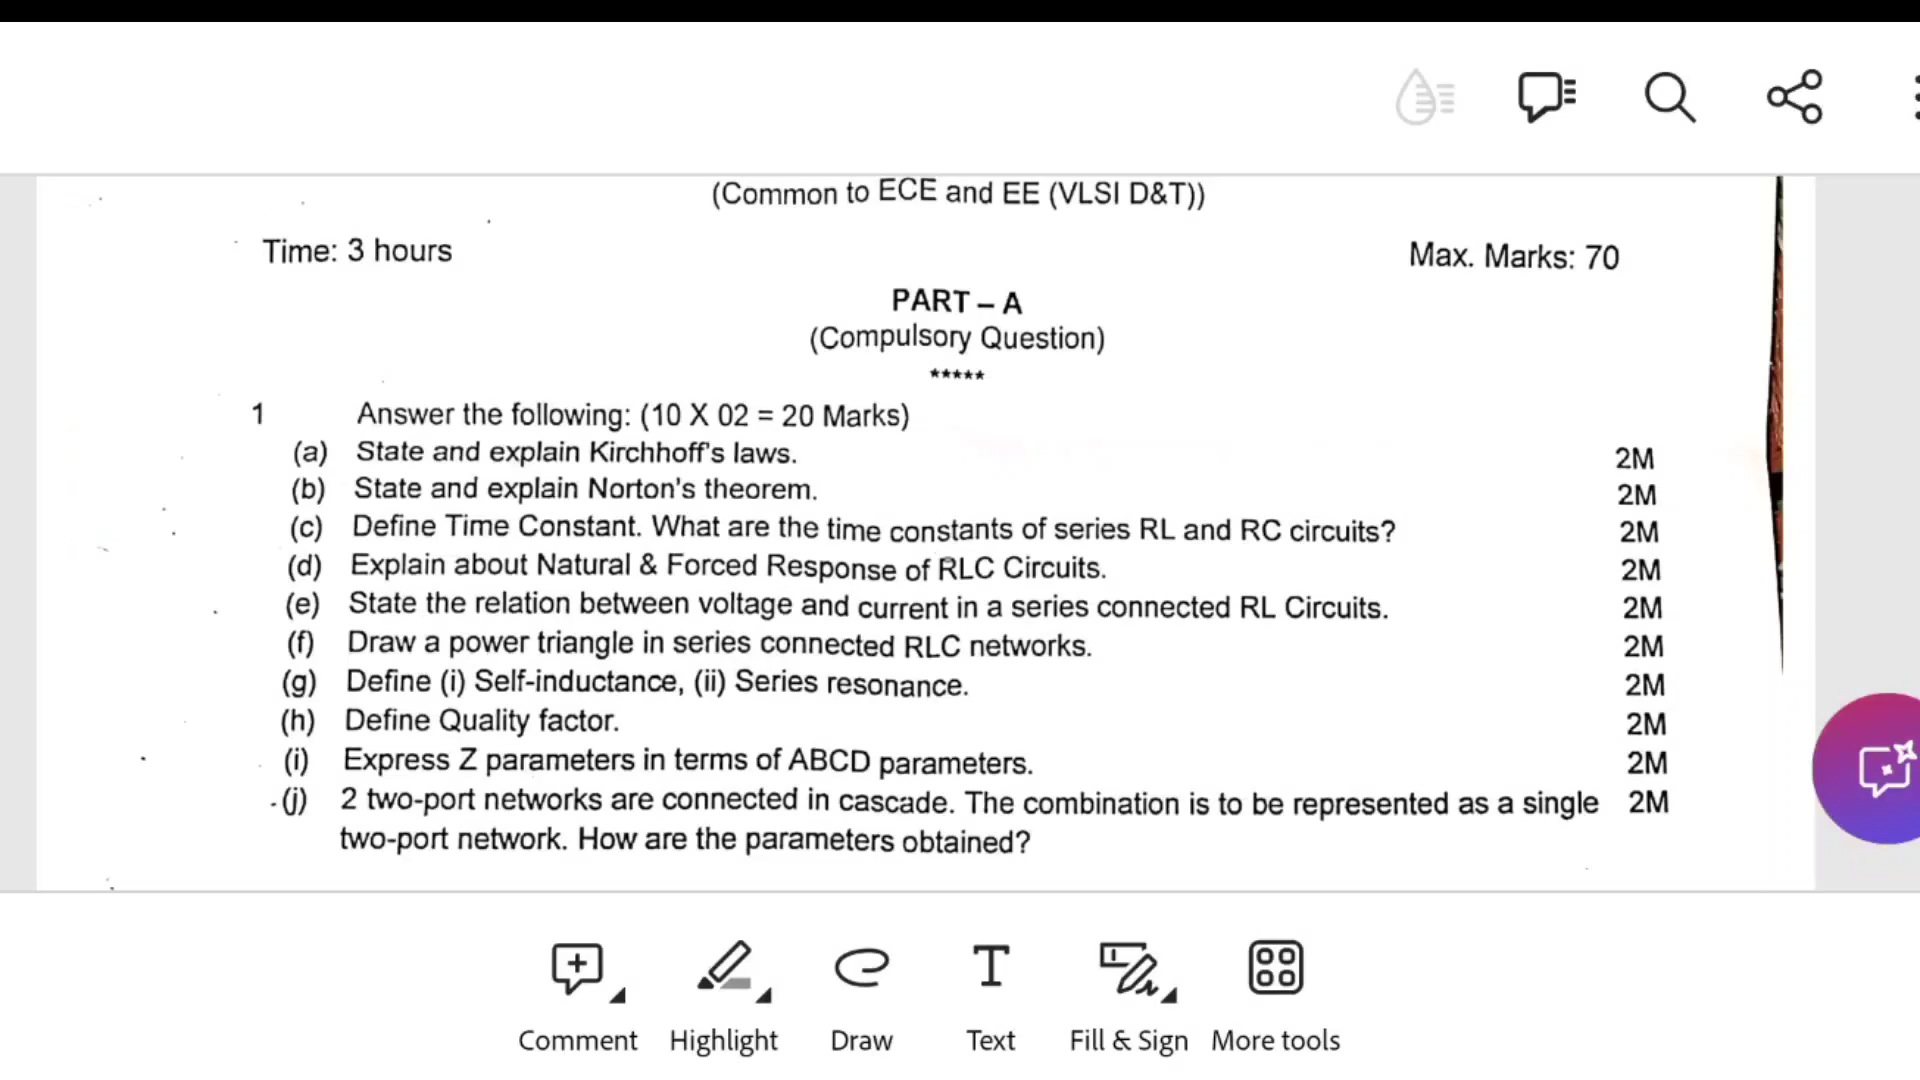 (Common to ECE and EE (VLSI D&T))
Time: 3 hours
Max. Marks: 70
PART – A
(Compulsory Question)
*****
1 Answer the following: (10 X 02 = 20 Marks)
(a) State and explain Kirchhoff's laws. 2M
(b) State and explain Norton's theorem. 2M
(c) Define Time Constant. What are the time constants of series RL and RC circuits? 2M
(d) Explain about Natural & Forced Response of RLC Circuits. 2M
(e) State the relation between voltage and current in a series connected RL Circuits. 2M
(f) Draw a power triangle in series connected RLC networks. 2M
(g) Define (i) Self-inductance, (ii) Series resonance. 2M
(h) Define Quality factor. 2M
(i) Express Z parameters in terms of ABCD parameters. 2M
(j) 2 two-port networks are connected in cascade. The combination is to be represented as a single 2M
two-port network. How are the parameters obtained?
Comment Highlight Draw Text Fill & Sign More tools